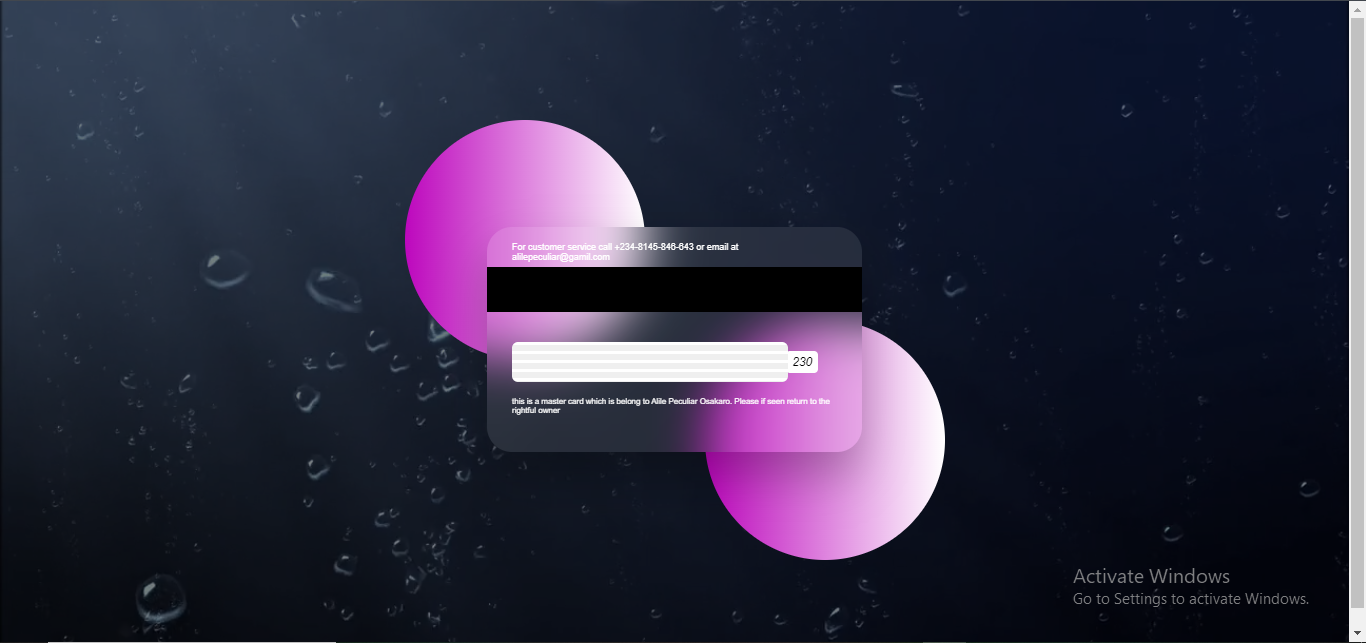 For customer service call +234-8145-846-643 or email at
alilepeculiar@gamil.com
230
this is a master card which is belong to Alile Peculiar Osakaro. Please if seen return to the
rightful owner
Activate Windows
Go to Settings to activate Windows.